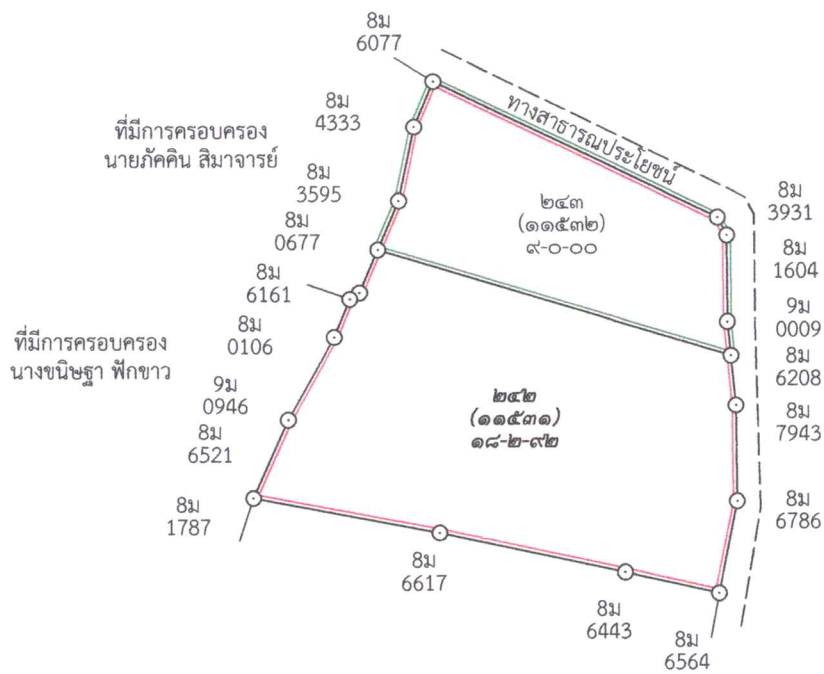 8ม
6077
ทางสาธารณประโยชน์
8ม
4333
ที่มีการครอบครอง
นายภัคคิน สิมาจารย์
8ม
3595
8ม
3931
๒๔๓
(๑๑๕๓๒)
๙-๐-๐๐
8ม
0677
8ม
1604
8ม
6161
9ม
0009
8ม
0106
ที่มีการครอบครอง
นางขนิษฐา ฟักขาว
8ม
6208
9ม
0946
๒๔๒
(๑๑๕๓๑)
๑๘-๒-๙๒
8ม
7943
8ม
6521
8ม
1787
8ม
6786
8ม
6617
8ม
6443
8ม
6564